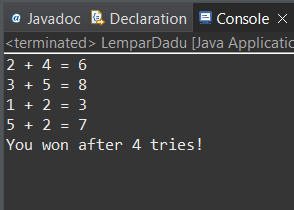 @ Javadoc Declaration Console
<terminated> LemparDadu [Java Applicatio
2 + 4 = 6
3 + 5 = 8
1 + 2 = 3
5 + 2 = 7
You won after 4 tries!